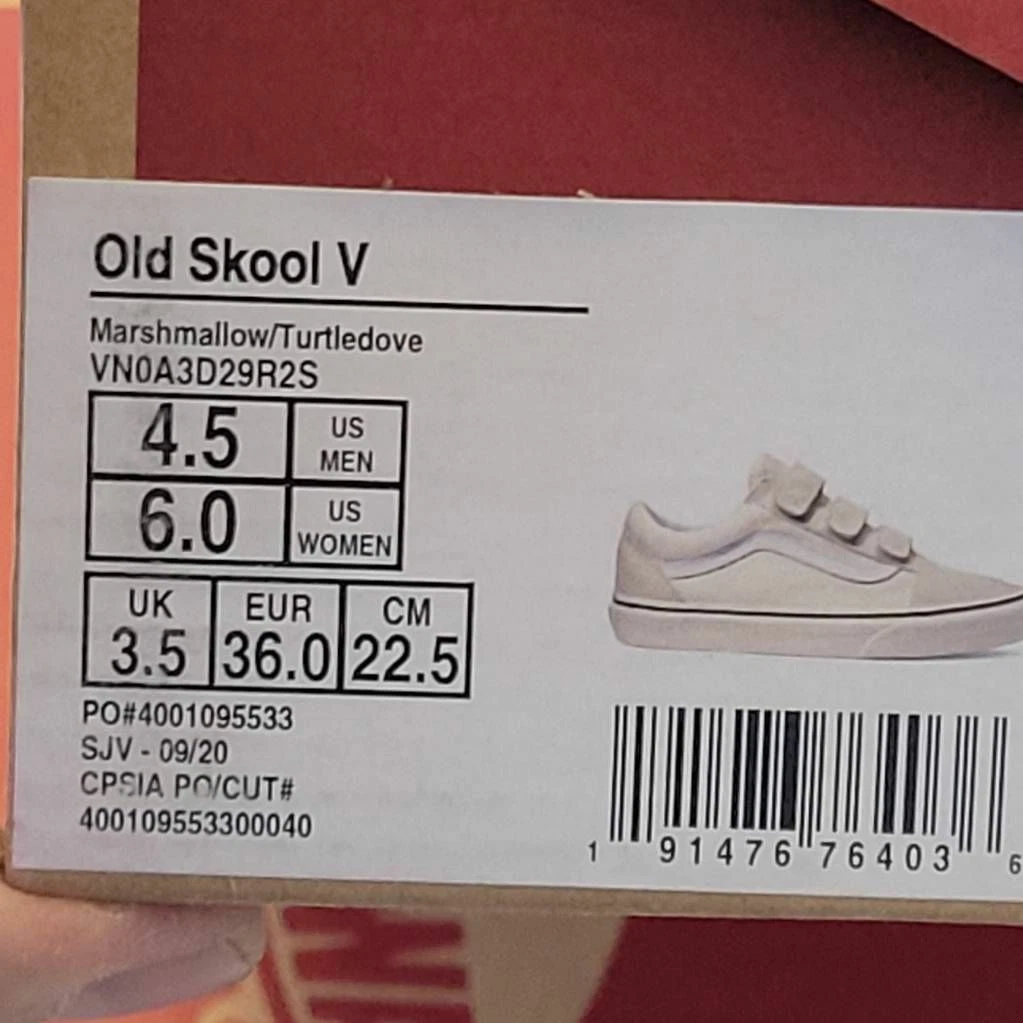 Old Skool V
Marshmallow/Turtledove
VN0A3D29R2S
4.5 US MEN
6.0 US WOMEN
UK EUR CM
3.5 36.0 22.5
PO#4001095533
SJV - 09/20
CPSIA PO/CUT#
400109553300040
1 91476 76403 6